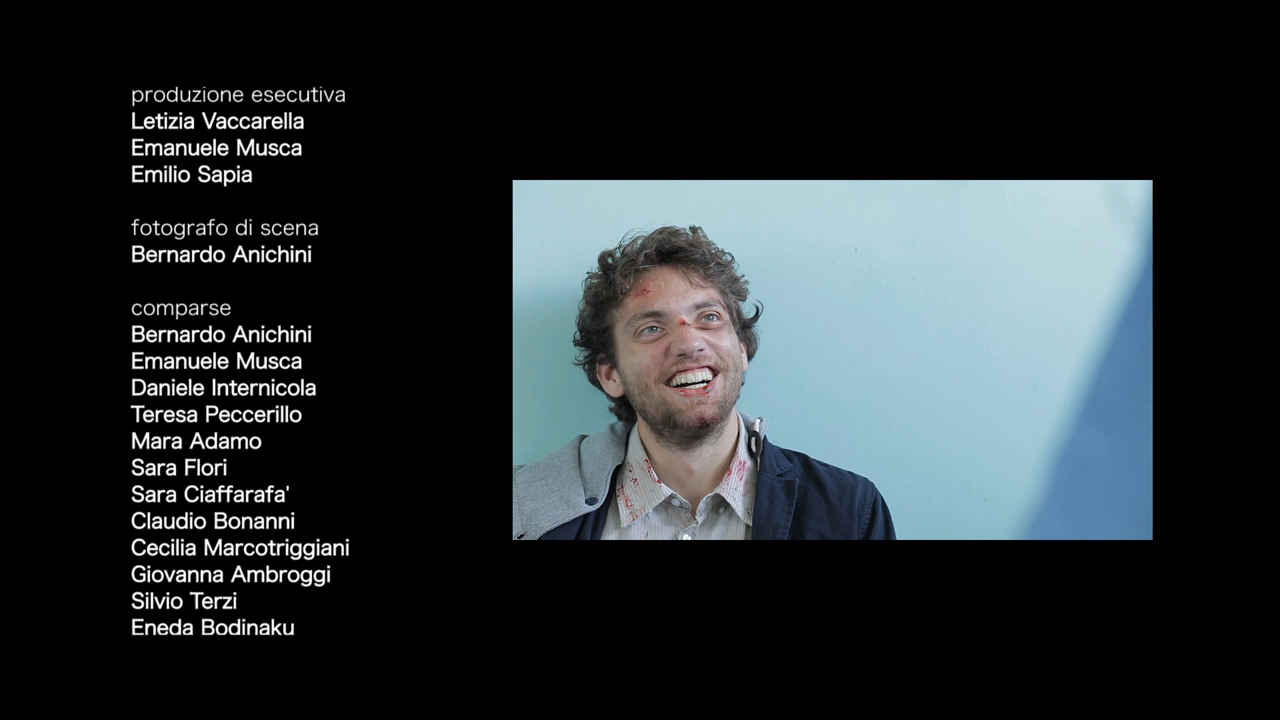 produzione esecutiva
Letizia Vaccarella
Emanuele Musca
Emilio Sapia
fotografo di scena
Bernardo Anichini
comparse
Bernardo Anichini
Emanuele Musca
Daniele Internicola
Teresa Peccerillo
Mara Adamo
Sara Flori
Sara Ciaffarafa'
Claudio Bonanni
Cecilia Marcotriggiani
Giovanna Ambroggi
Silvio Terzi
Eneda Bodinaku